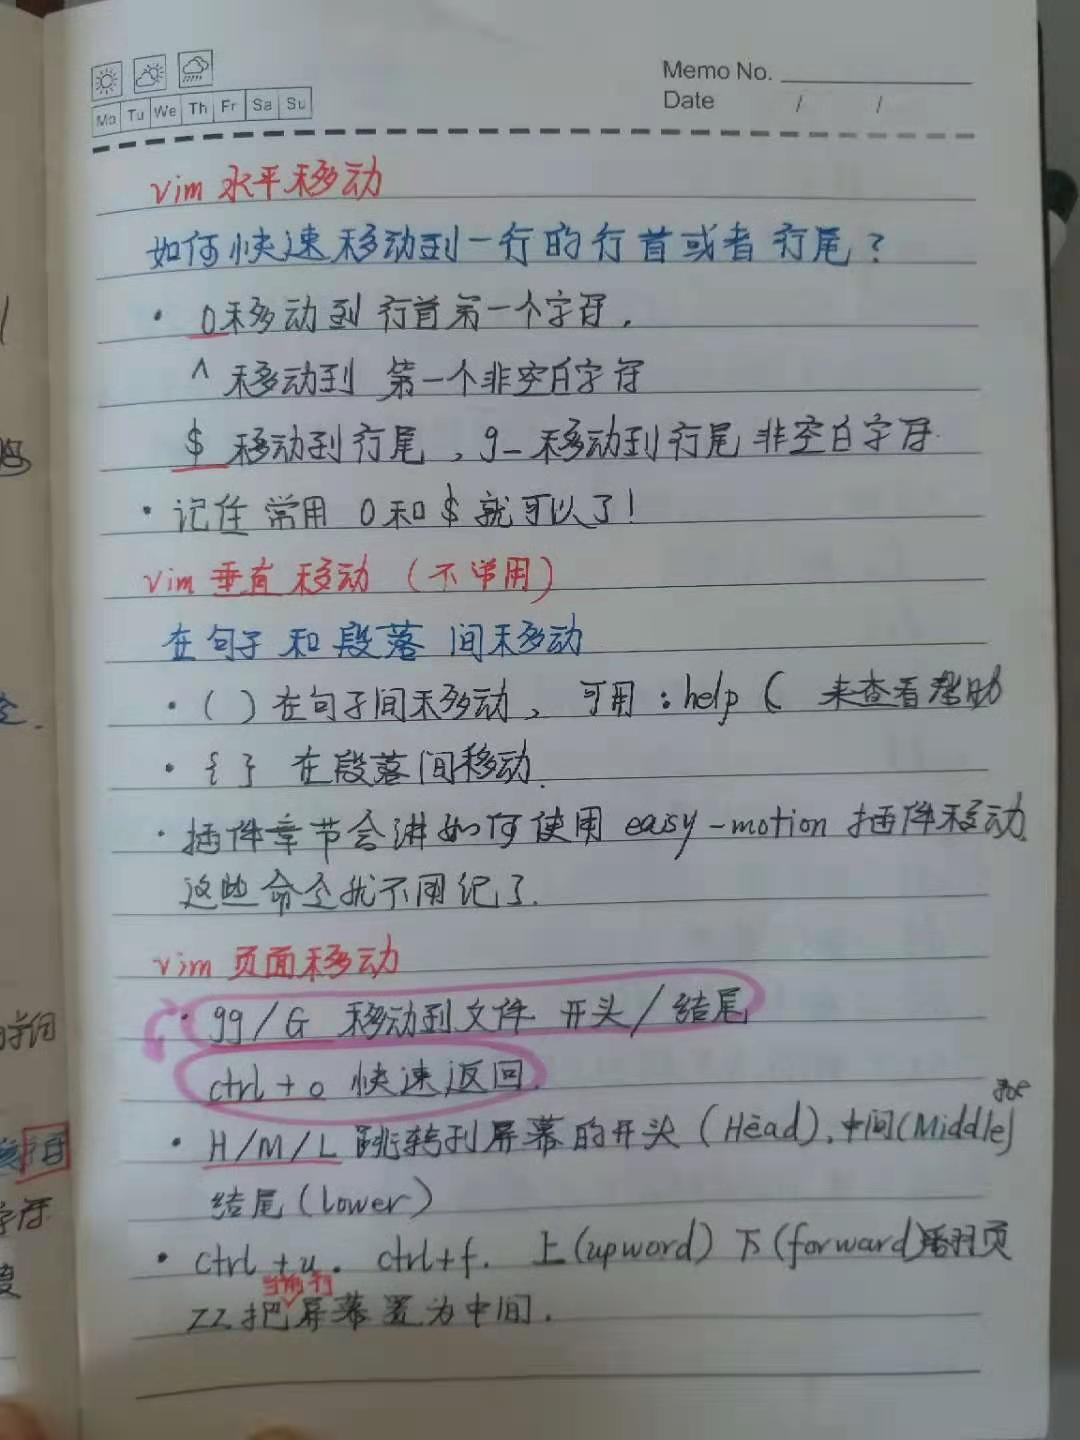 Memo No.
Date / /
Mo Tu We Th Fr Sa Su
vim 水平移动
如何快速移动到一行的行首或者行尾？
· 0移动到 行首第一个字符，
^ 移动到 第一个非空白字符
$ 移动到行尾，g_移动到行尾非空白字符.
· 记住常用 0和$就可以了！
vim 垂直移动（不常用）
在句子和段落间移动
· ( ) 在句子间移动，可用：help ( 来查看帮助
· { } 在段落间移动.
· 插件章节会讲如何使用 easy-motion 插件移动
这些命令就不用记了.
vim 页面移动
· gg/G 移动到文件 开头/结尾
ctrl + o 快速返回.
· H/M/L 跳转到屏幕的开头（Head），中间(Middle)
结尾(lower)
· ctrl + u. ctrl+f. 上(upword) 下(forward)翻页
当前行
zz把屏幕置为中间.